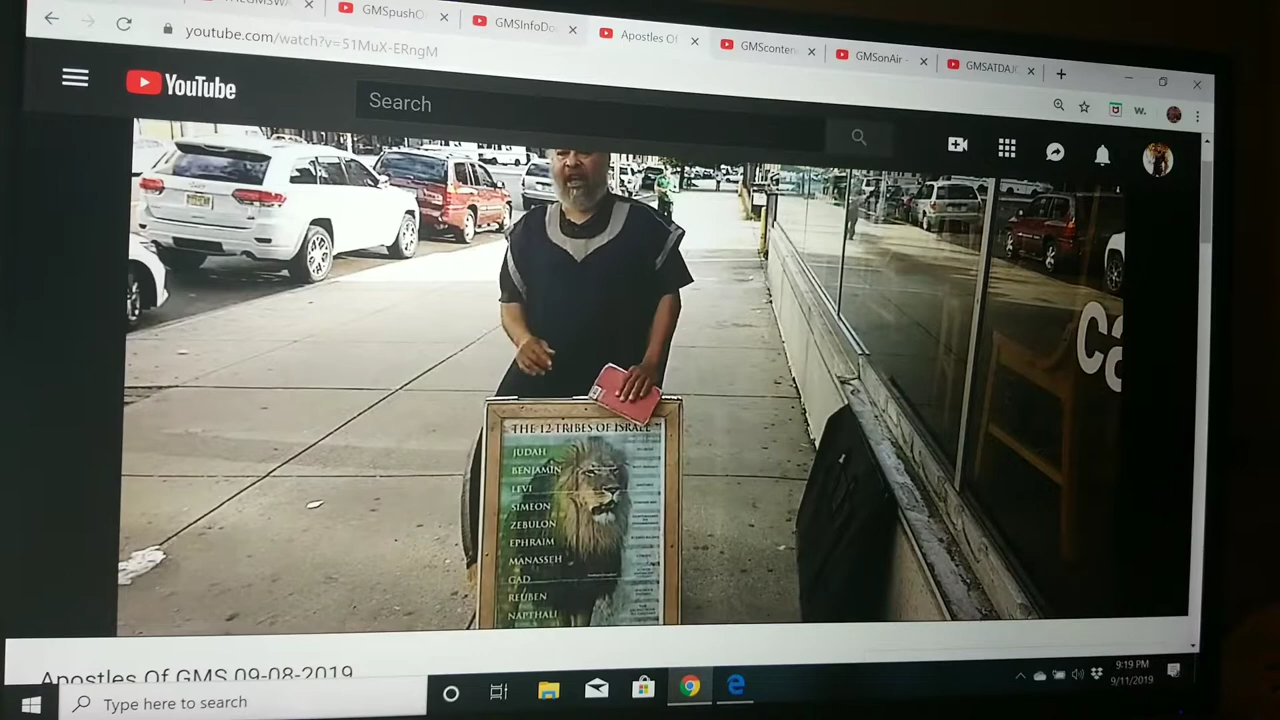 GMSpushO
GMSInfoDo
Apostles Of
GMSconten
GMSonAir -
GMSATDAJC
youtube.com/watch?v=51MuX-ERngM
w.
YouTube
Search
THE 12 TRIBES OF ISRAEL
JUDAH
BENJAMIN
LEVI
SIMEON
ZEBULON
EPHRAIM
MANASSEH
GAD
REUBEN
NAPTHALI
ca
Apostles Of GMS 09-08-2019
Type here to search
9:19 PM
9/11/2019